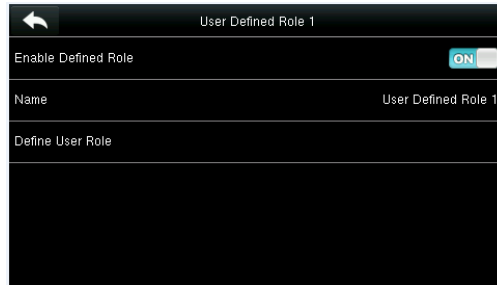 User Defined Role 1
Enable Defined Role ON
Name User Defined Role 1
Define User Role